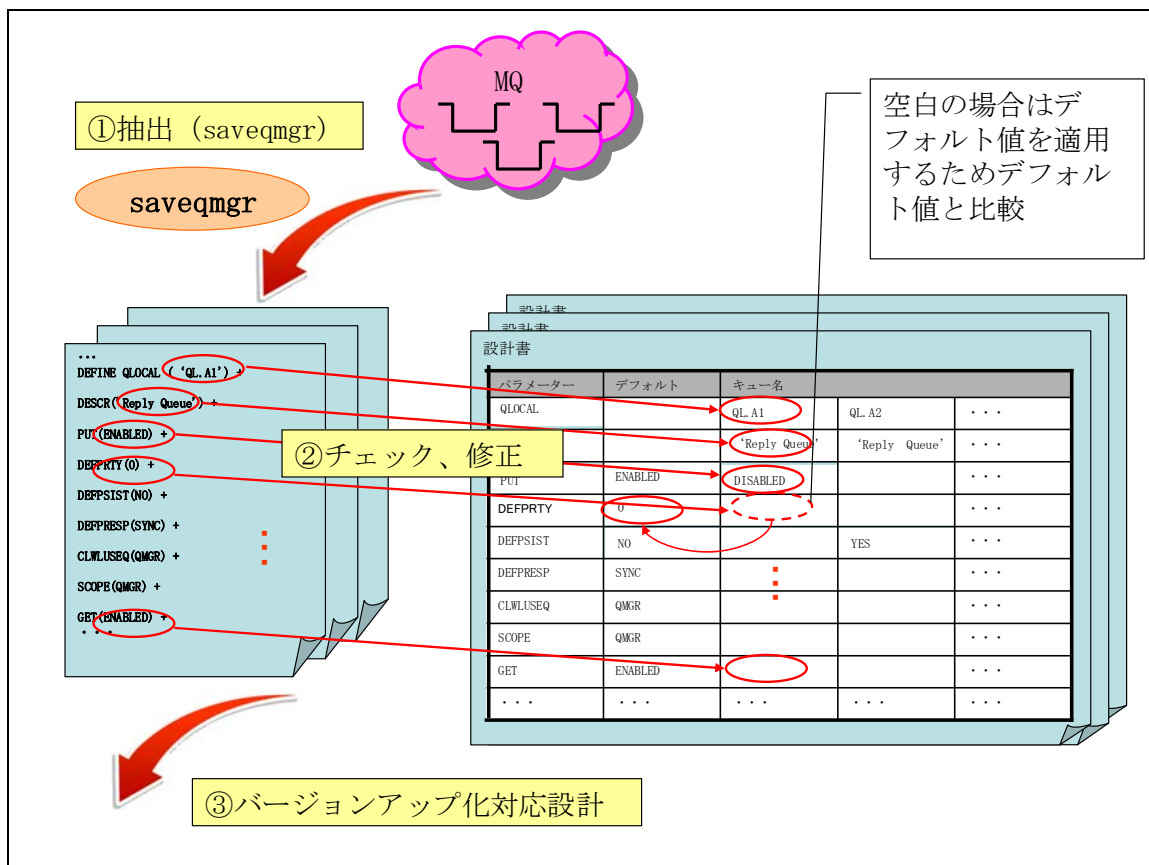 MQ
①抽出（saveqmgr）
saveqmgr
空白の場合はデ
フォルト値を適用
するためデフォル
ト値と比較
...
DEFINE QLOCAL ( ‘QL.A1’) +
DESCR('Reply Queue’) +
PUT(ENABLED) +
DEFPRTY(0) +
DEFPSIST(NO) +
DEFPRESP(SYNC) +
CLWLUSEQ(QMGR) +
SCOPE(QMGR) +
GET(ENABLED) +
・・・
②チェック、修正
設計書
設計書
設計書
パラメーター デフォルト キュー名
QLOCAL QL.A1 QL.A2 ・・・
‘Reply Queue’ ‘Reply Queue’ ・・・
PUT ENABLED DISABLED ・・・
DEFPRTY 0 ・・・
DEFPSIST NO YES ・・・
DEFPRESP SYNC ・・・
CLWLUSEQ QMGR ・・・
SCOPE QMGR ・・・
GET ENABLED ・・・
・・・ ・・・ ・・・ ・・・ ・・・
③バージョンアップ化対応設計